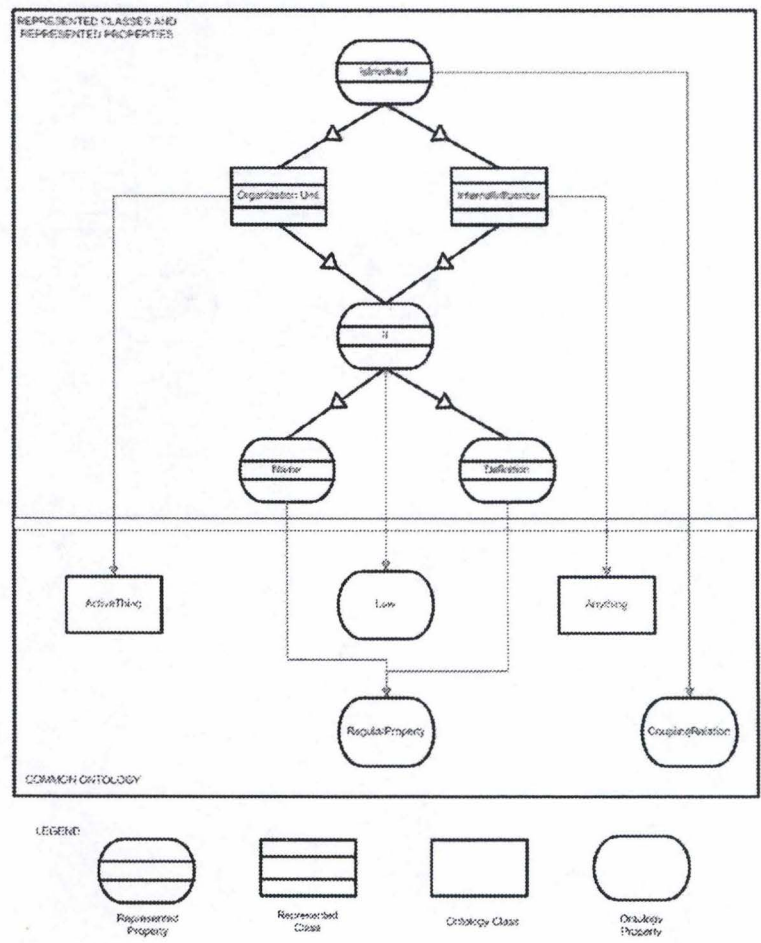 REPRESENTED CLASSES AND
REPRESENTED PROPERTIES
isInvolved
Organization Unit
InternalInfluencer
Name
Definition
ActiveThing
Law
Anything
RegularProperty
CouplingRelation
COMMON ONTOLOGY
LEGEND
Represented
Property
Represented
Class
Ontology Class
Ontology
Property